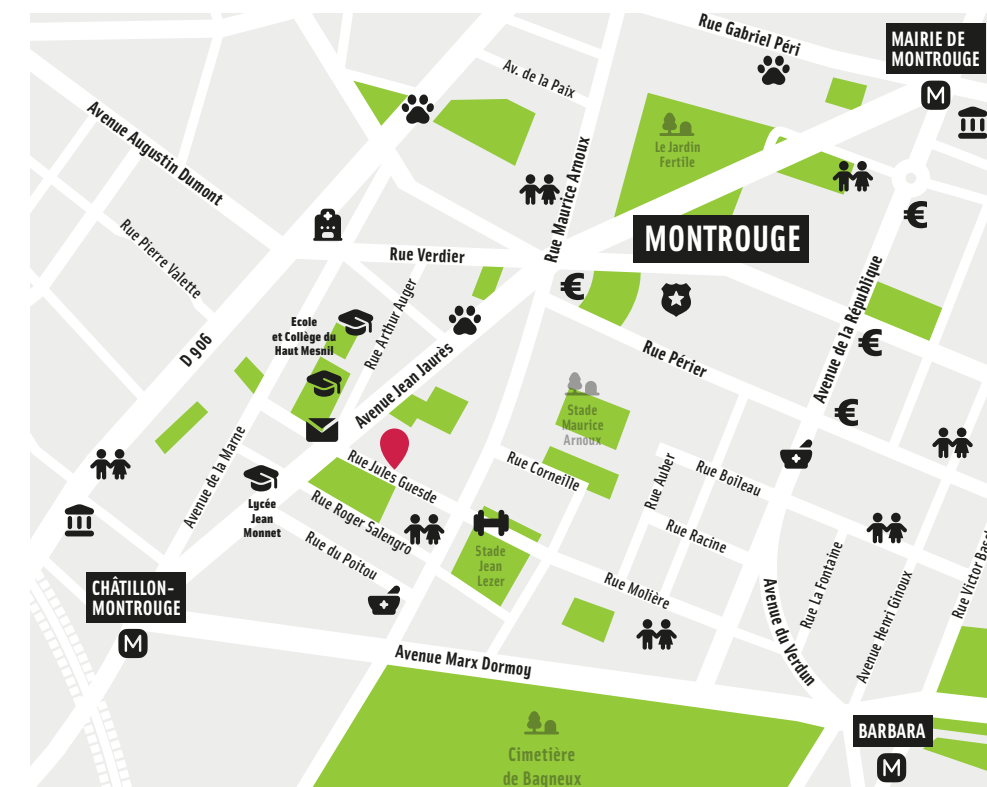 Rue Gabriel Péri
MAIRIE DE
MONTROUGE
M
Av. de la Paix
Avenue Augustin Dumont
Le Jardin
Fertile
Rue Maurice Arnoux
MONTROUGE
€
Rue Pierre Valette
Rue Verdier
€
Avenue de la République
Rue Arthur Auger
Ecole
et Collège du
Haut Mesnil
D 906
€
Rue Périer
Avenue Jean Jaurès
Stade
Maurice
Arnoux
€
Avenue de la Marne
Rue Jules Guesde
Rue Corneille
Rue Auber
Rue Boileau
Lycée
Jean
Monnet
Rue Roger Salengro
Rue du Poitou
Rue Racine
Stade
Jean
Lezer
Rue Molière
Rue La Fontaine
Avenue Henri Ginoux
Rue Victor
CHÂTILLON-
MONTROUGE
M
Avenue du Verdun
Avenue Marx Dormoy
BARBARA
M
Cimetière
de Bagneux